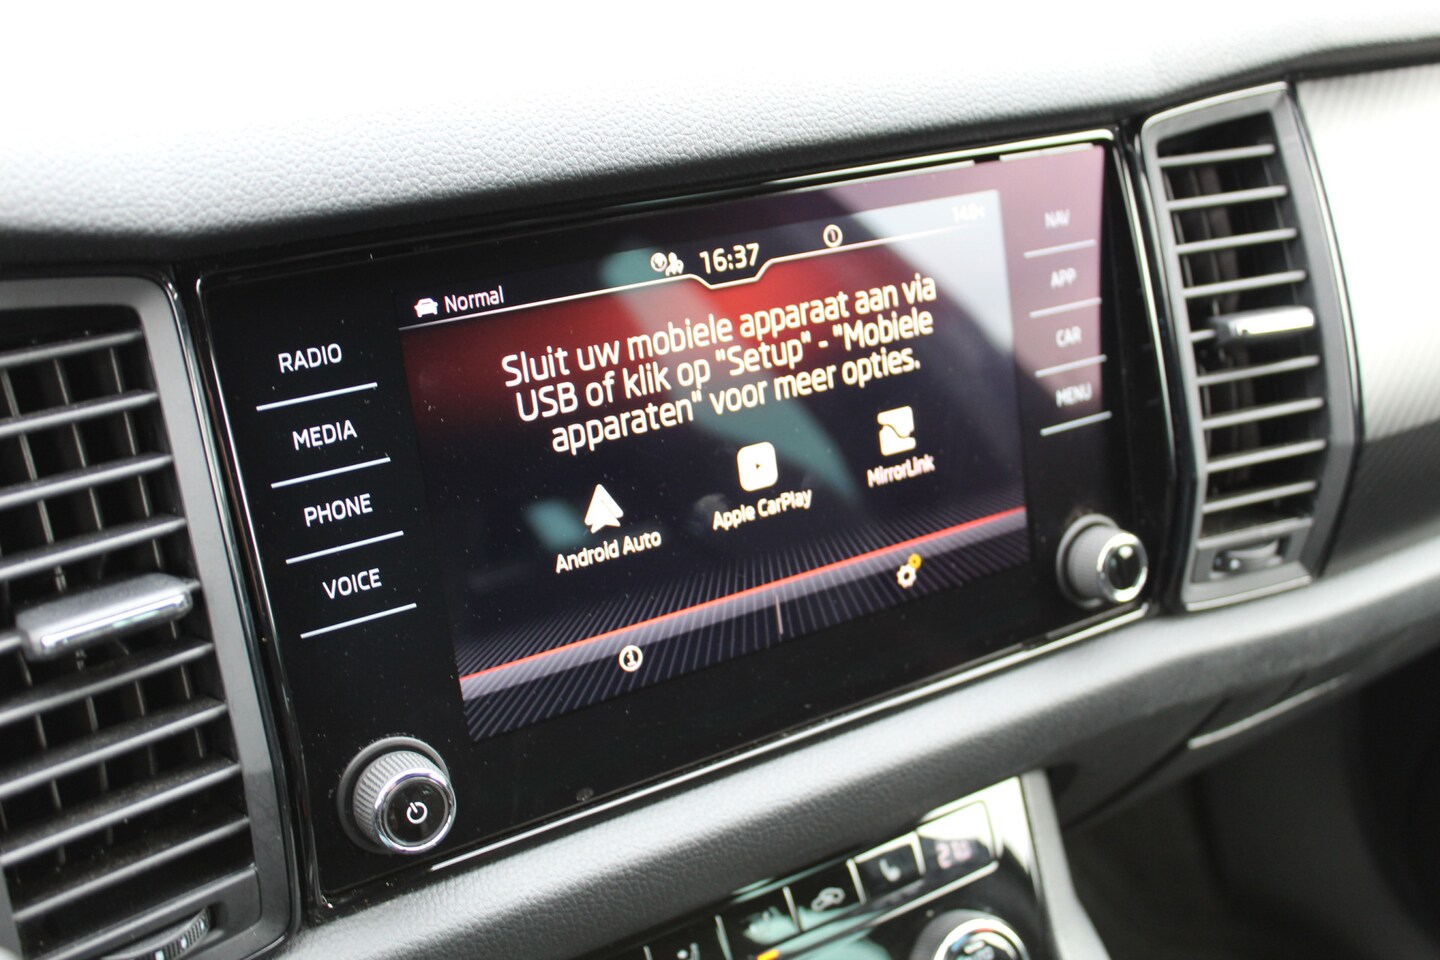 16:37
Normal
Sluit uw mobiele apparaat aan via
USB of klik op "Setup" - "Mobiele
apparaten" voor meer opties.
Android Auto
Apple CarPlay
MirrorLink
RADIO
MEDIA
PHONE
VOICE
NAV
APP
CAR
MENU